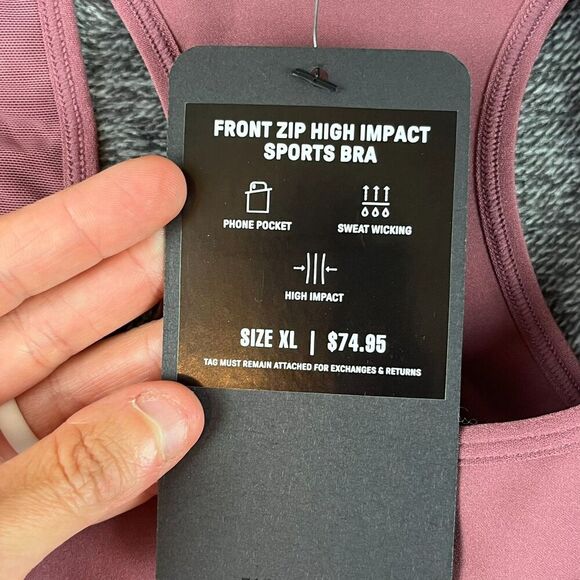 FRONT ZIP HIGH IMPACT
SPORTS BRA
PHONE POCKET
SWEAT WICKING
HIGH IMPACT
SIZE XL | $74.95
TAG MUST REMAIN ATTACHED FOR EXCHANGES & RETURNS